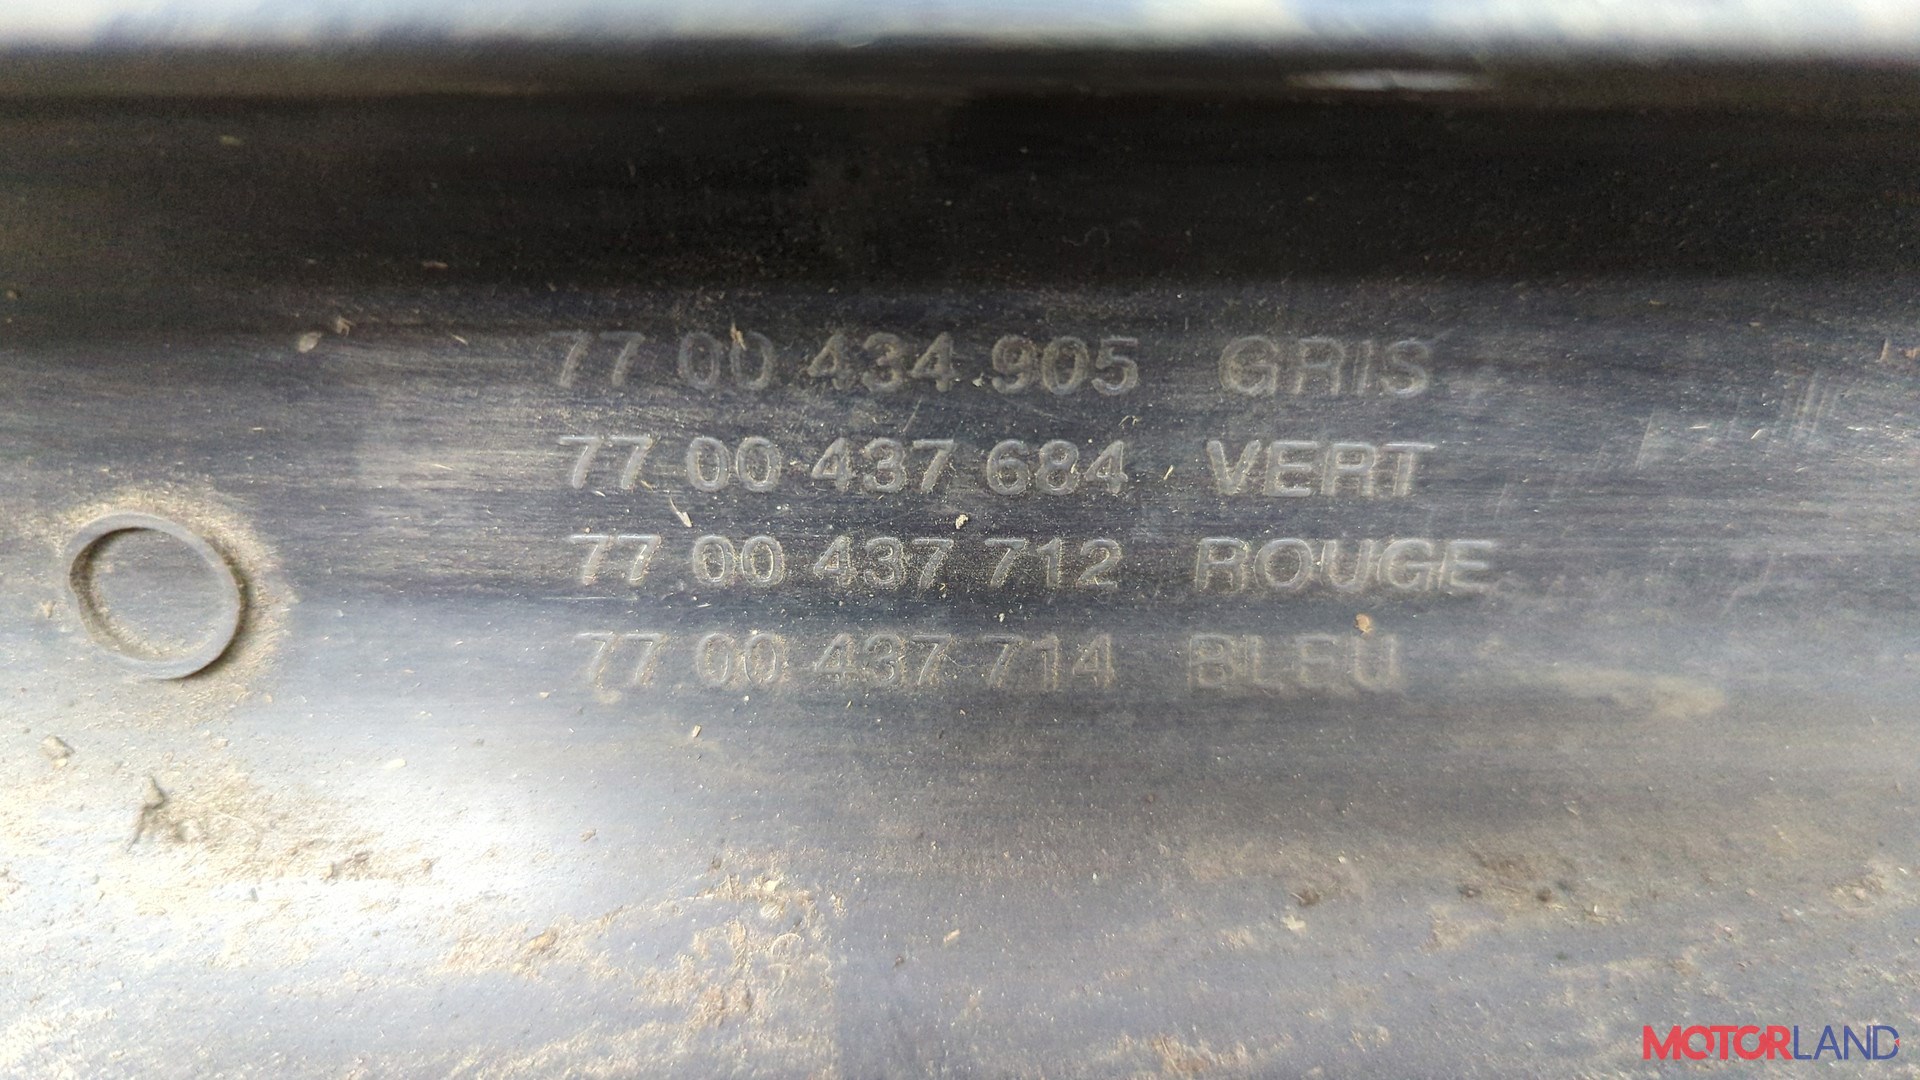 77 00 434 905 GRIS
77 00 437 684 VERT
77 00 437 712 ROUGE
77 00 437 714 BLEU
MOTORLAND